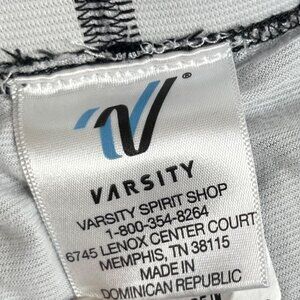 VARSITY
VARSITY SPIRIT SHOP
1-800-354-8264
6745 LENOX CENTER COURT
MEMPHIS, TN 38115
MADE IN
DOMINICAN REPUBLIC